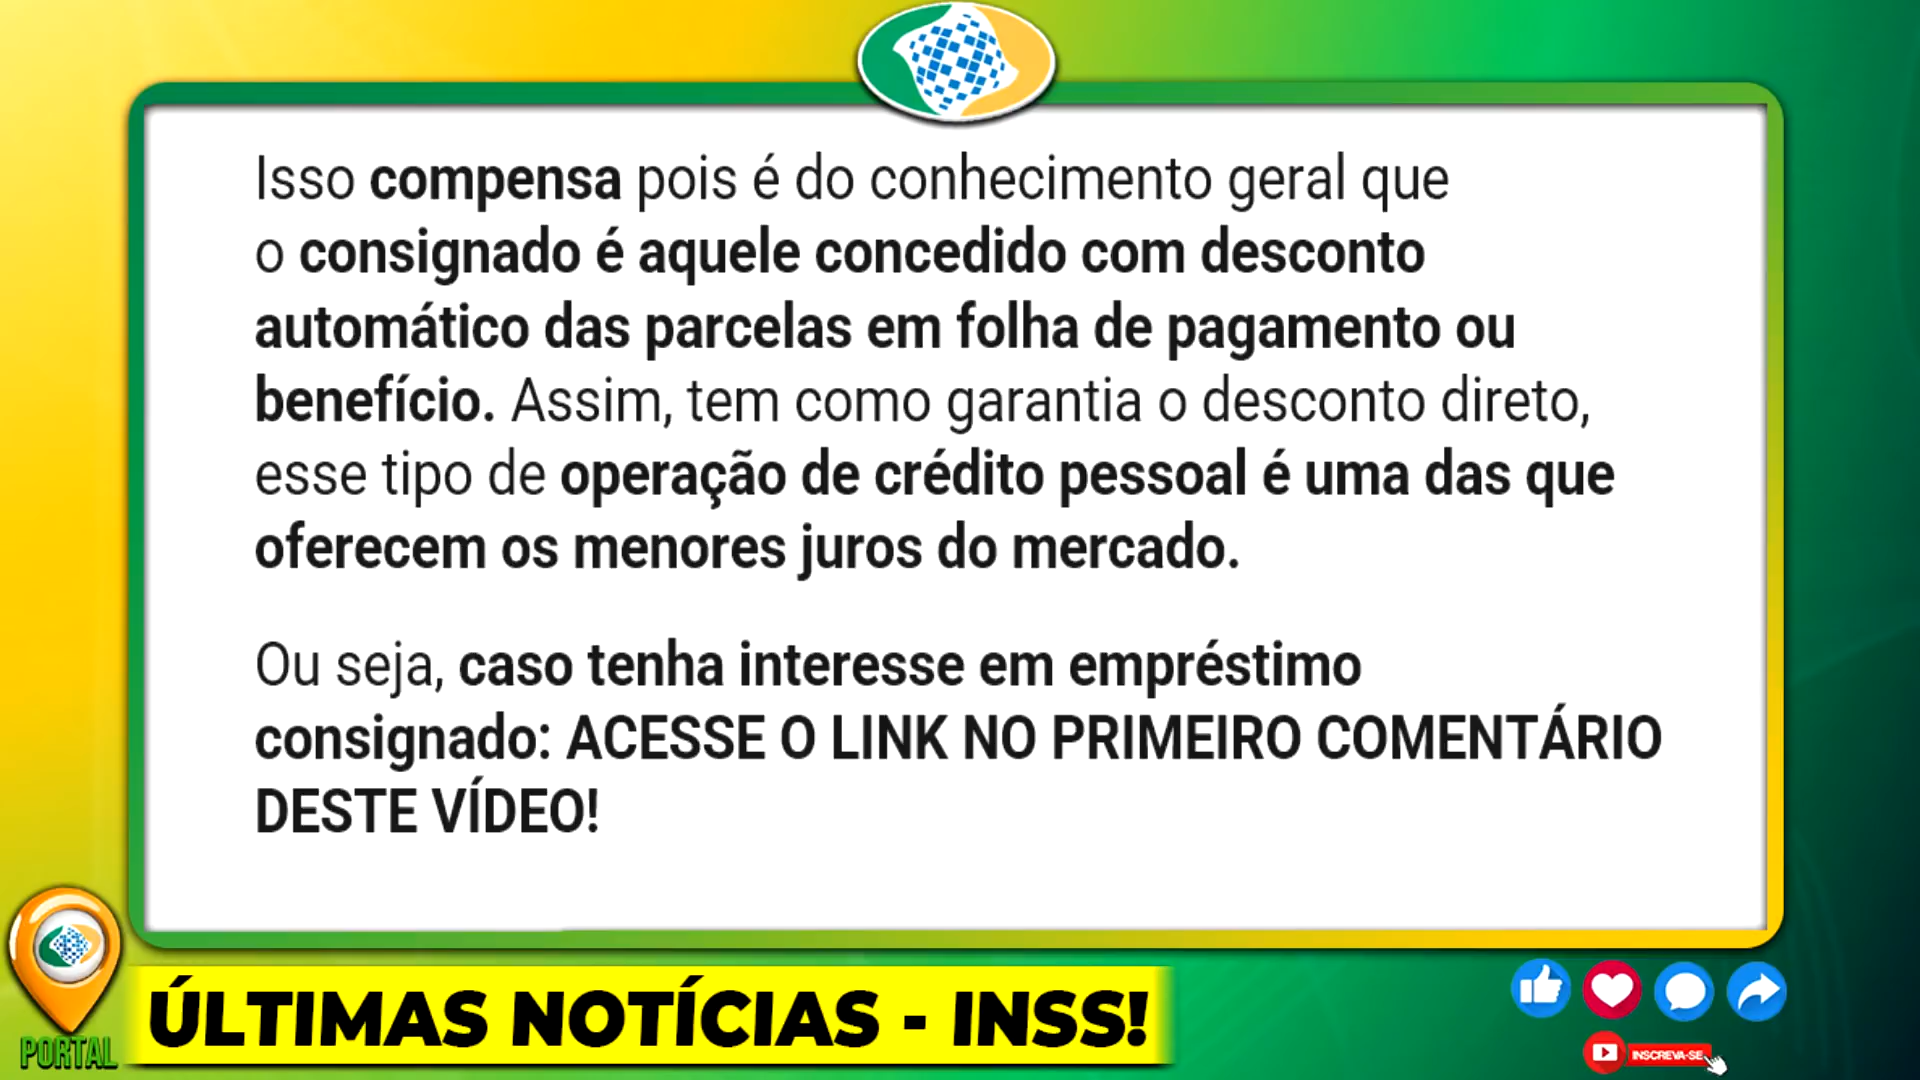 Isso compensa pois é do conhecimento geral que
o consignado é aquele concedido com desconto
automático das parcelas em folha de pagamento ou
benefício. Assim, tem como garantia o desconto direto,
esse tipo de operação de crédito pessoal é uma das que
oferecem os menores juros do mercado.
Ou seja, caso tenha interesse em empréstimo
consignado: ACESSE O LINK NO PRIMEIRO COMENTÁRIO
DESTE VÍDEO!
ÚLTIMAS NOTÍCIAS - INSS!
PORTAL
INSCREVA-SE